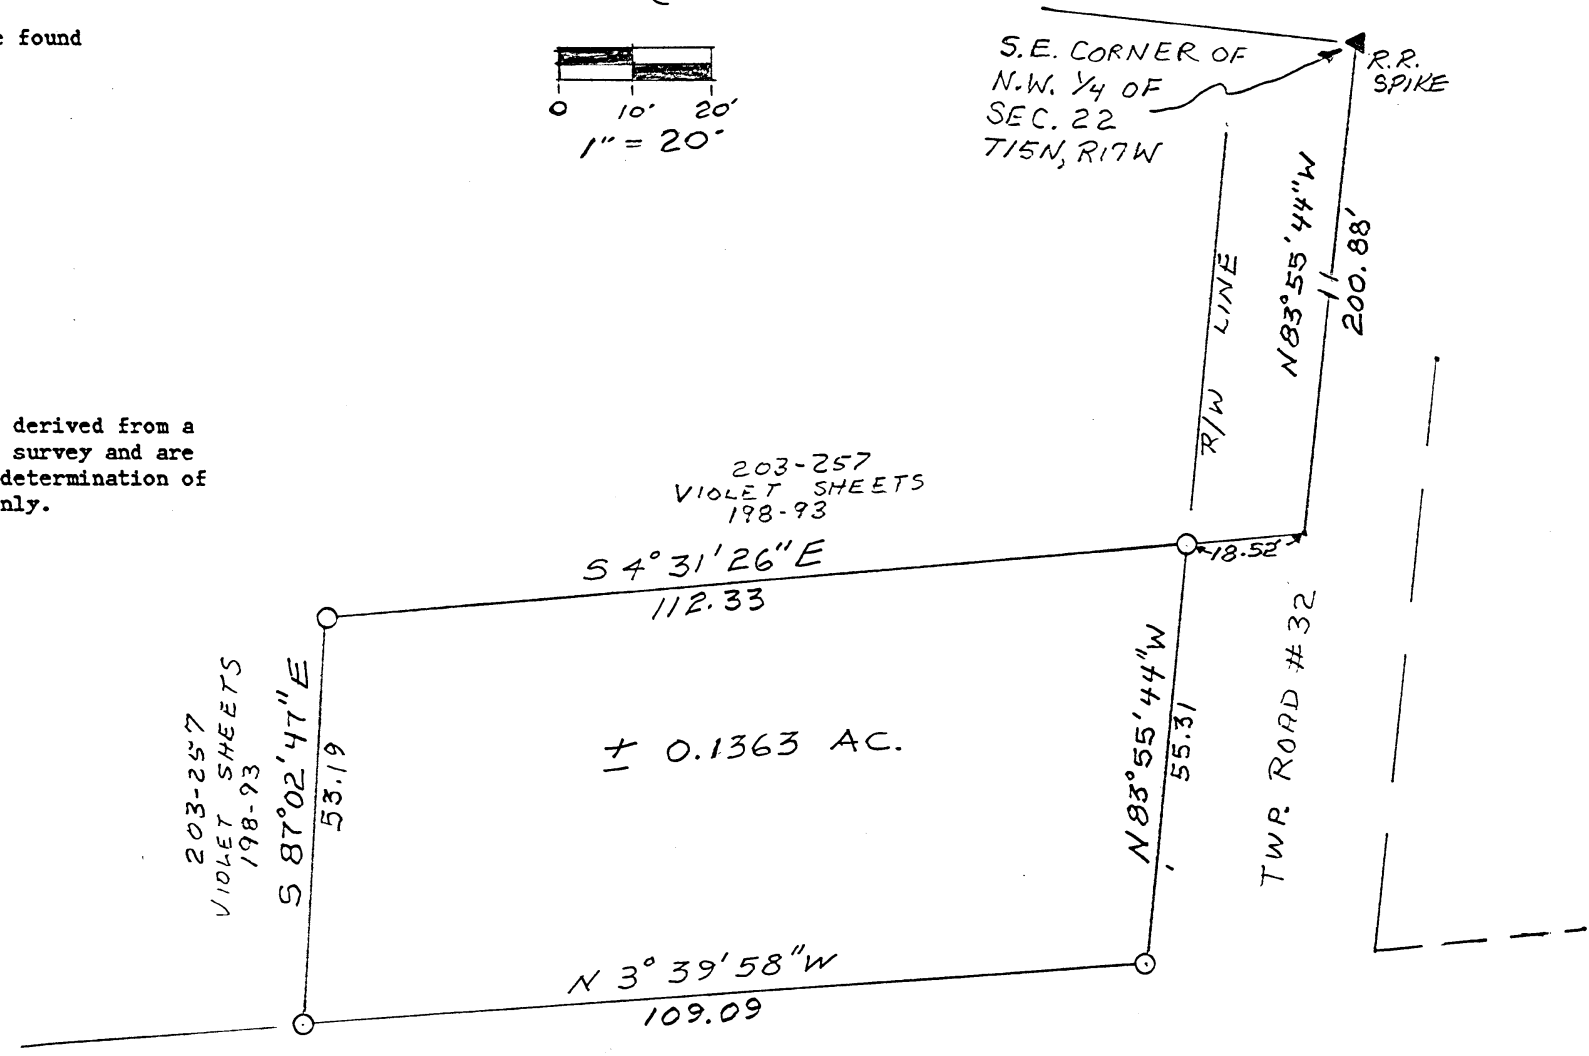 found
0 10' 20'
1" = 20'
S.E. CORNER OF
N.W. 1/4 OF
SEC. 22
T15N, R17W
R.R.
SPIKE
N83°55'44"W
200.88'
R/W LINE
derived from a
survey and are
determination of
203-257
VIOLET SHEETS
198-93
S 4°31'26"E
112.33
18.52'
203-257
VIOLET SHEETS
198-93
S 87°02'47"E
53.19
± 0.1363 AC.
N83°55'44"W
55.31
TWP. ROAD #32
N 3°39'58"W
109.09